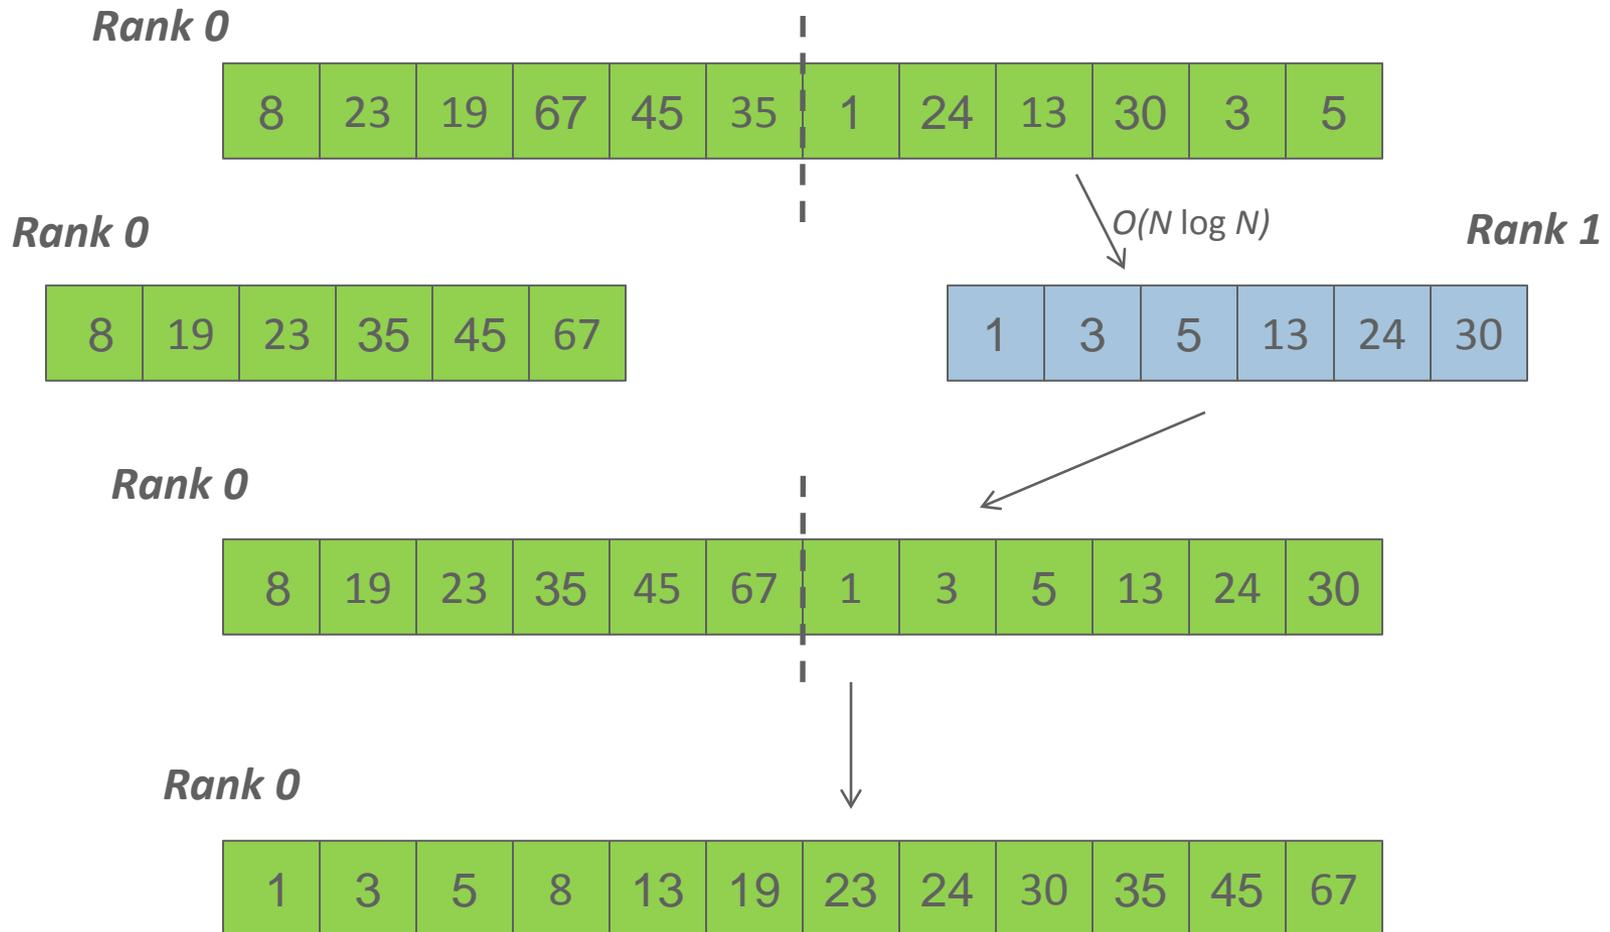 Rank 0
8 23 19 67 45 35 1 24 13 30 3 5
O(N log N)
Rank 0
Rank 1
8 19 23 35 45 67
1 3 5 13 24 30
Rank 0
8 19 23 35 45 67 1 3 5 13 24 30
Rank 0
1 3 5 8 13 19 23 24 30 35 45 67